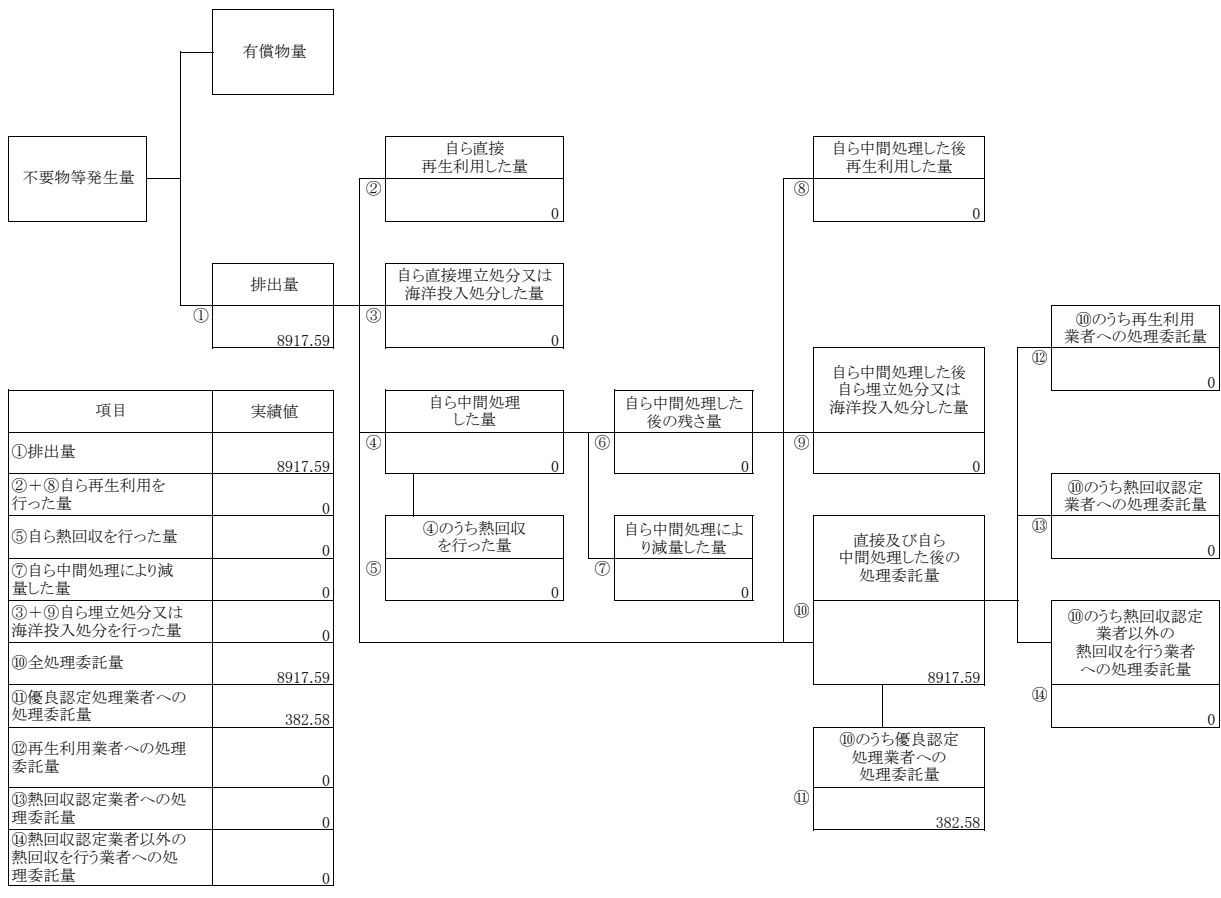 有償物量
不要物等発生量
排出量
①
8917.59
自ら直接
再生利用した量
②
0
自ら直接埋立処分又は
海洋投入処分した量
③
0
自ら中間処理
した量
④
0
④のうち熱回収
を行った量
⑤
0
自ら中間処理した
後の残さ量
⑥
0
自ら中間処理によ
り減量した量
⑦
0
自ら中間処理した後
再生利用した量
⑧
0
自ら中間処理した後
自ら埋立処分又は
海洋投入処分した量
⑨
0
直接及び自ら
中間処理した後の
処理委託量
⑩
8917.59
⑩のうち優良認定
処理業者への
処理委託量
⑪
382.58
⑩のうち再生利用
業者への処理委託量
⑫
0
⑩のうち熱回収認定
業者への処理委託量
⑬
0
⑩のうち熱回収認定
業者以外の
熱回収を行う業者
への処理委託量
⑭
0
項目 実績値
①排出量
8917.59
②＋⑧自ら再生利用を
行った量
0
⑤自ら熱回収を行った量
0
⑦自ら中間処理により減
量した量
0
③＋⑨自ら埋立処分又は
海洋投入処分を行った量
0
⑩全処理委託量
8917.59
⑪優良認定処理業者への
処理委託量
382.58
⑫再生利用業者への処理
委託量
0
⑬熱回収認定業者への処
理委託量
0
⑭熱回収認定業者以外の
熱回収を行う業者への処
理委託量
0